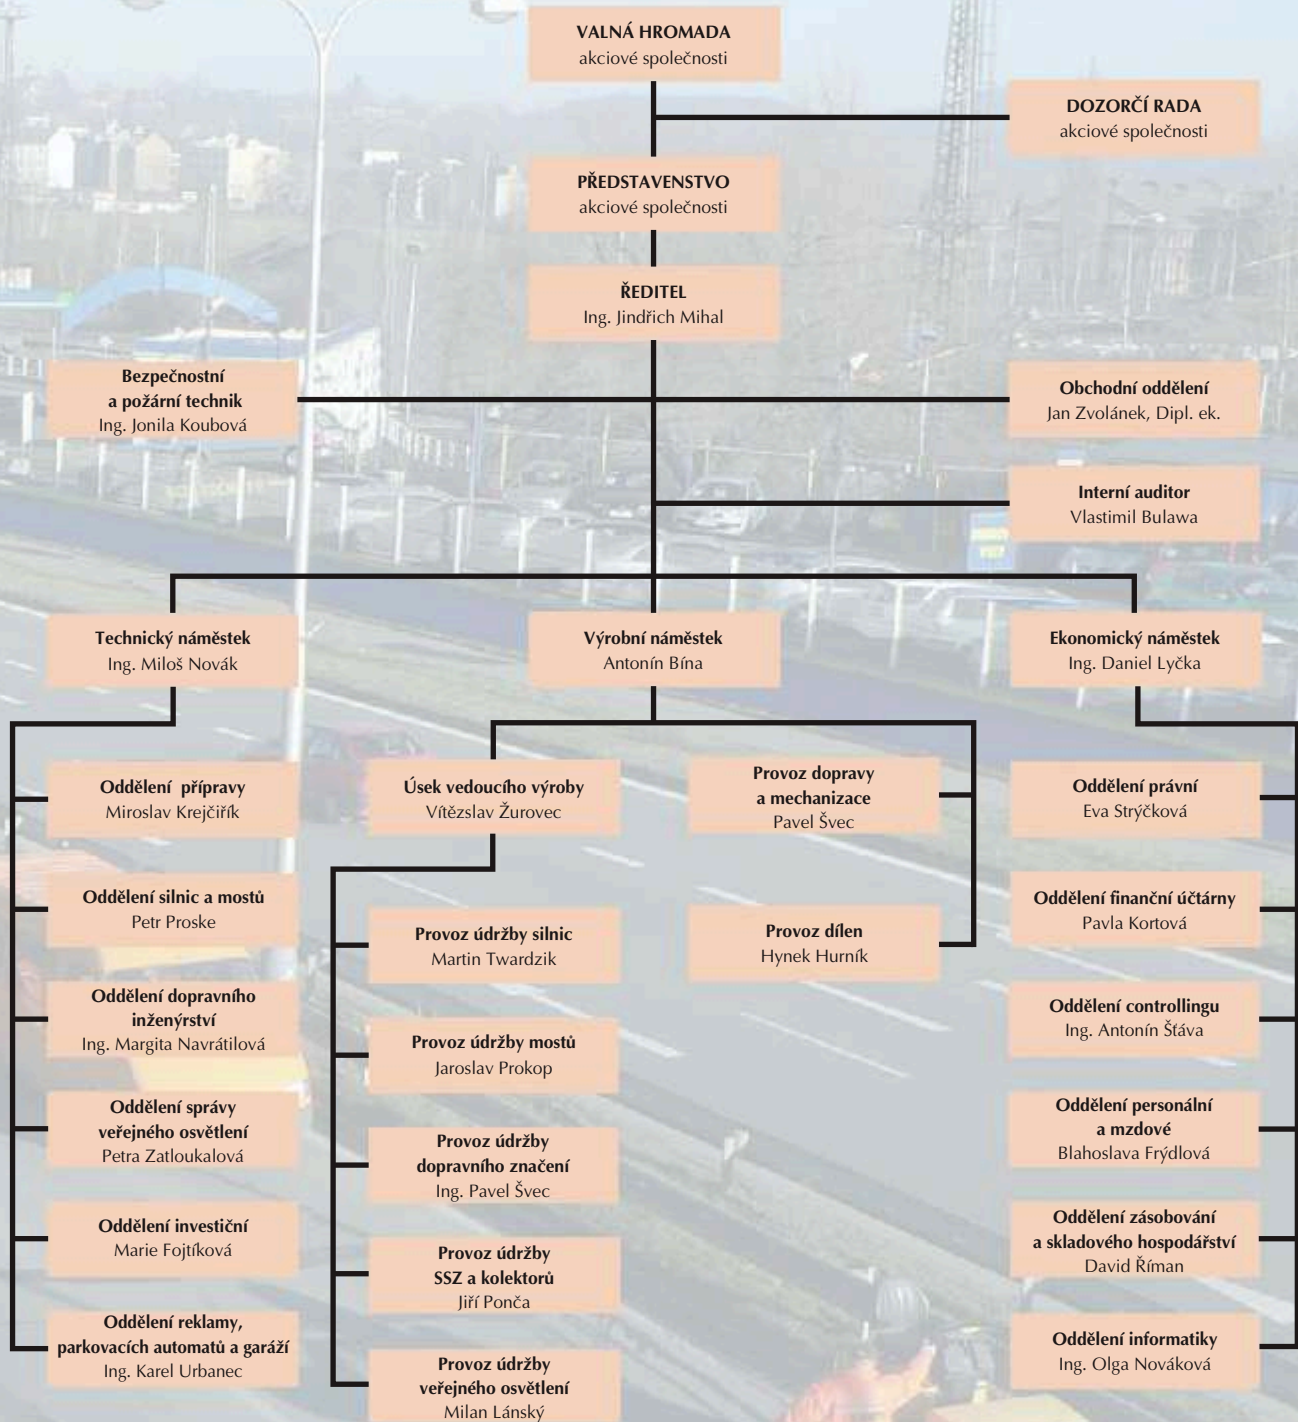 VALNÁ HROMADA
akciové společnosti
DOZORČÍ RADA
akciové společnosti
PŘEDSTAVENSTVO
akciové společnosti
ŘEDITEL
Ing. Jindřich Mihal
Bezpečnostní
a požární technik
Ing. Jonila Koubová
Obchodní oddělení
Jan Zvolánek, Dipl. ek.
Interní auditor
Vlastimil Bulawa
Technický náměstek
Ing. Miloš Novák
Výrobní náměstek
Antonín Bína
Ekonomický náměstek
Ing. Daniel Lyčka
Oddělení přípravy
Miroslav Krejčiřík
Oddělení silnic a mostů
Petr Proske
Oddělení dopravního
inženýrství
Ing. Margita Navrátilová
Oddělení správy
veřejného osvětlení
Petra Zatloukalová
Oddělení investiční
Marie Fojtíková
Oddělení reklamy,
parkovacích automatů a garáží
Ing. Karel Urbanec
Úsek vedoucího výroby
Vítězslav Žurovec
Provoz údržby silnic
Martin Twardzik
Provoz údržby mostů
Jaroslav Prokop
Provoz údržby
dopravního značení
Ing. Pavel Švec
Provoz údržby
SSZ a kolektorů
Jiří Ponča
Provoz údržby
veřejného osvětlení
Milan Lánský
Provoz dopravy
a mechanizace
Pavel Švec
Provoz dílen
Hynek Hurník
Oddělení právní
Eva Strýčková
Oddělení finanční účtárny
Pavla Kortová
Oddělení controllingu
Ing. Antonín Šťáva
Oddělení personální
a mzdové
Blahoslava Frýdlová
Oddělení zásobování
a skladového hospodářství
David Říman
Oddělení informatiky
Ing. Olga Nováková